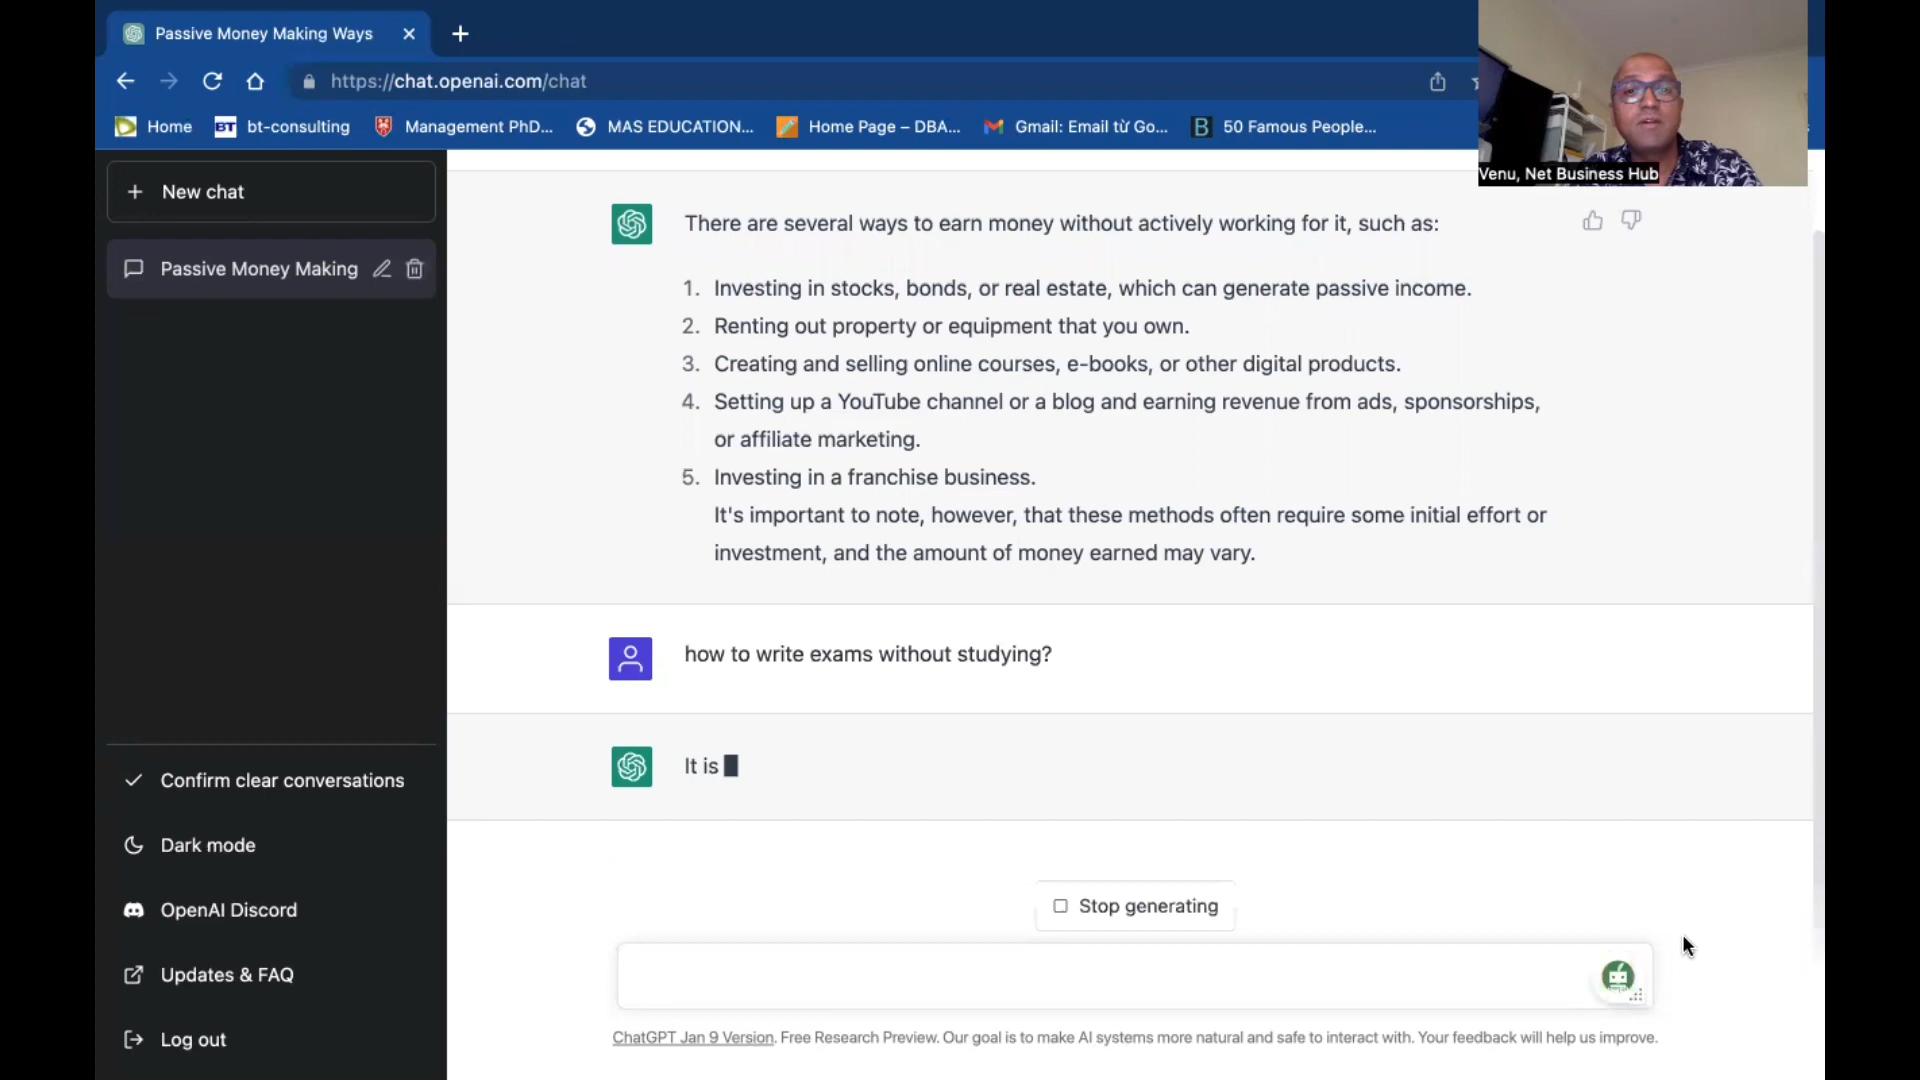 Passive Money Making Ways
https://chat.openai.com/chat
Home
BT bt-consulting
Management PhD...
MAS EDUCATION...
Home Page – DBA...
Gmail: Email từ Go...
B 50 Famous People...
Venu, Net Business Hub
New chat
Passive Money Making
There are several ways to earn money without actively working for it, such as:
1. Investing in stocks, bonds, or real estate, which can generate passive income.
2. Renting out property or equipment that you own.
3. Creating and selling online courses, e-books, or other digital products.
4. Setting up a YouTube channel or a blog and earning revenue from ads, sponsorships,
or affiliate marketing.
5. Investing in a franchise business.
It's important to note, however, that these methods often require some initial effort or
investment, and the amount of money earned may vary.
how to write exams without studying?
It is
Confirm clear conversations
Dark mode
OpenAI Discord
Updates & FAQ
Log out
Stop generating
ChatGPT Jan 9 Version. Free Research Preview. Our goal is to make AI systems more natural and safe to interact with. Your feedback will help us improve.